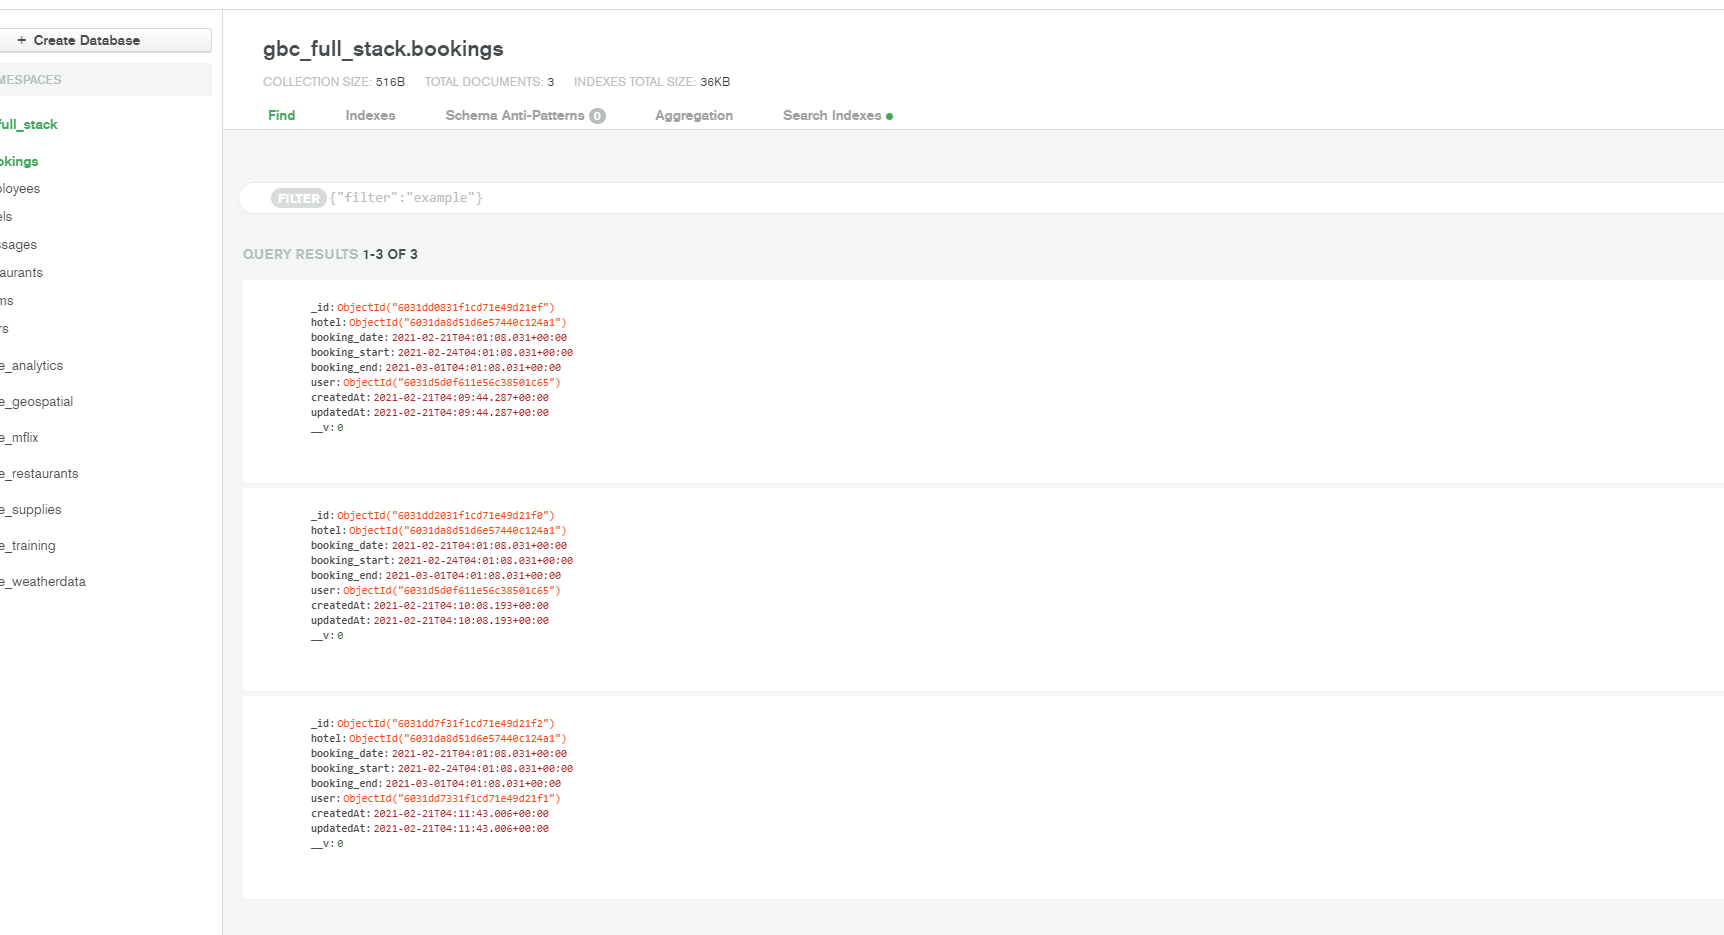 + Create Database
MESPACES
full_stack
okings
loyees
els
ssages
aurants
ms
rs
e_analytics
e_geospatial
e_mflix
e_restaurants
e_supplies
e_training
e_weatherdata
gbc_full_stack.bookings
COLLECTION SIZE: 516B TOTAL DOCUMENTS: 3 INDEXES TOTAL SIZE: 36KB
Find Indexes Schema Anti-Patterns 0 Aggregation Search Indexes
FILTER {"filter":"example"}
QUERY RESULTS 1-3 OF 3
_id: ObjectId("6031dd0831f1cd71e49d21ef")
hotel: ObjectId("6031da8d51d6e57440c124a1")
booking_date: 2021-02-21T04:01:08.031+00:00
booking_start: 2021-02-24T04:01:08.031+00:00
booking_end: 2021-03-01T04:01:08.031+00:00
user: ObjectId("6031d5d0f611e56c38501c65")
createdAt: 2021-02-21T04:09:44.287+00:00
updatedAt: 2021-02-21T04:09:44.287+00:00
__v: 0
_id: ObjectId("6031dd2031f1cd71e49d21f0")
hotel: ObjectId("6031da8d51d6e57440c124a1")
booking_date: 2021-02-21T04:01:08.031+00:00
booking_start: 2021-02-24T04:01:08.031+00:00
booking_end: 2021-03-01T04:01:08.031+00:00
user: ObjectId("6031d5d0f611e56c38501c65")
createdAt: 2021-02-21T04:10:08.193+00:00
updatedAt: 2021-02-21T04:10:08.193+00:00
__v: 0
_id: ObjectId("6031dd7f31f1cd71e49d21f2")
hotel: ObjectId("6031da8d51d6e57440c124a1")
booking_date: 2021-02-21T04:01:08.031+00:00
booking_start: 2021-02-24T04:01:08.031+00:00
booking_end: 2021-03-01T04:01:08.031+00:00
user: ObjectId("6031dd7331f1cd71e49d21f1")
createdAt: 2021-02-21T04:11:43.006+00:00
updatedAt: 2021-02-21T04:11:43.006+00:00
__v: 0